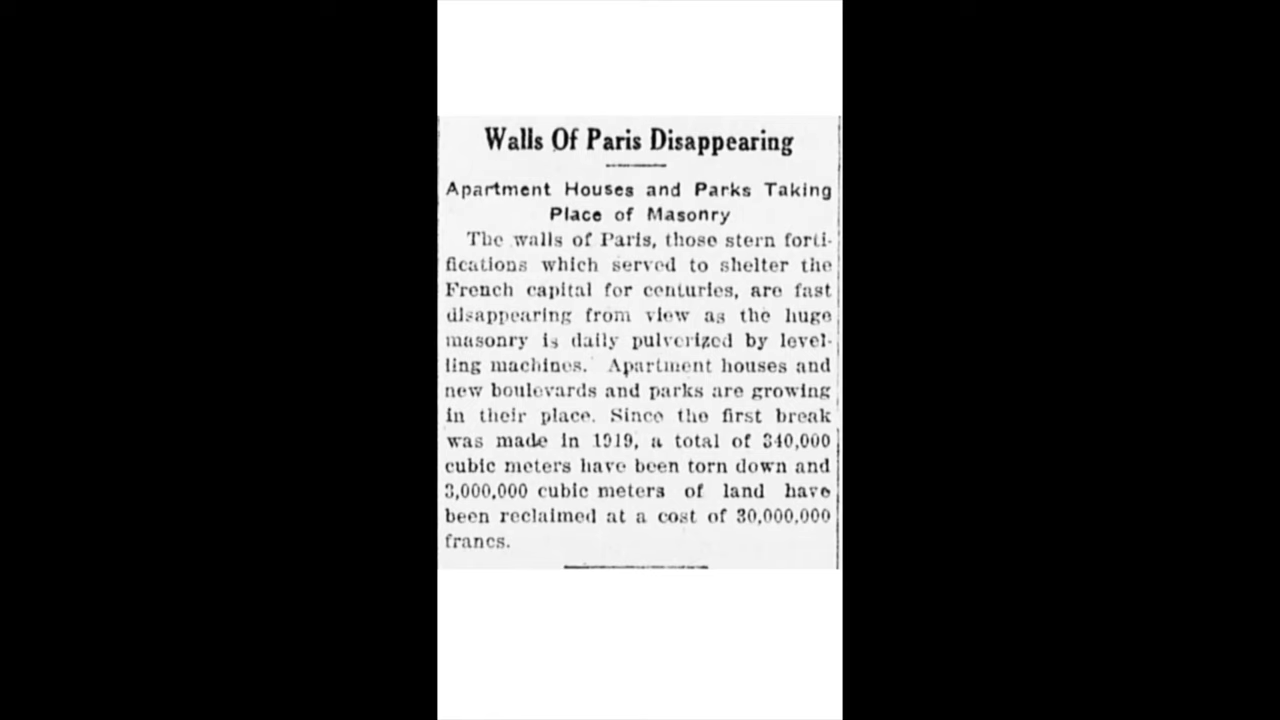 Walls Of Paris Disappearing
Apartment Houses and Parks Taking
Place of Masonry
The walls of Paris, those stern forti-
fications which served to shelter the
French capital for centuries, are fast
disappearing from view as the huge
masonry is daily pulverized by level-
ling machines. Apartment houses and
new boulevards and parks are growing
in their place. Since the first break
was made in 1919, a total of 340,000
cubic meters have been torn down and
3,000,000 cubic meters of land have
been reclaimed at a cost of 30,000,000
francs.